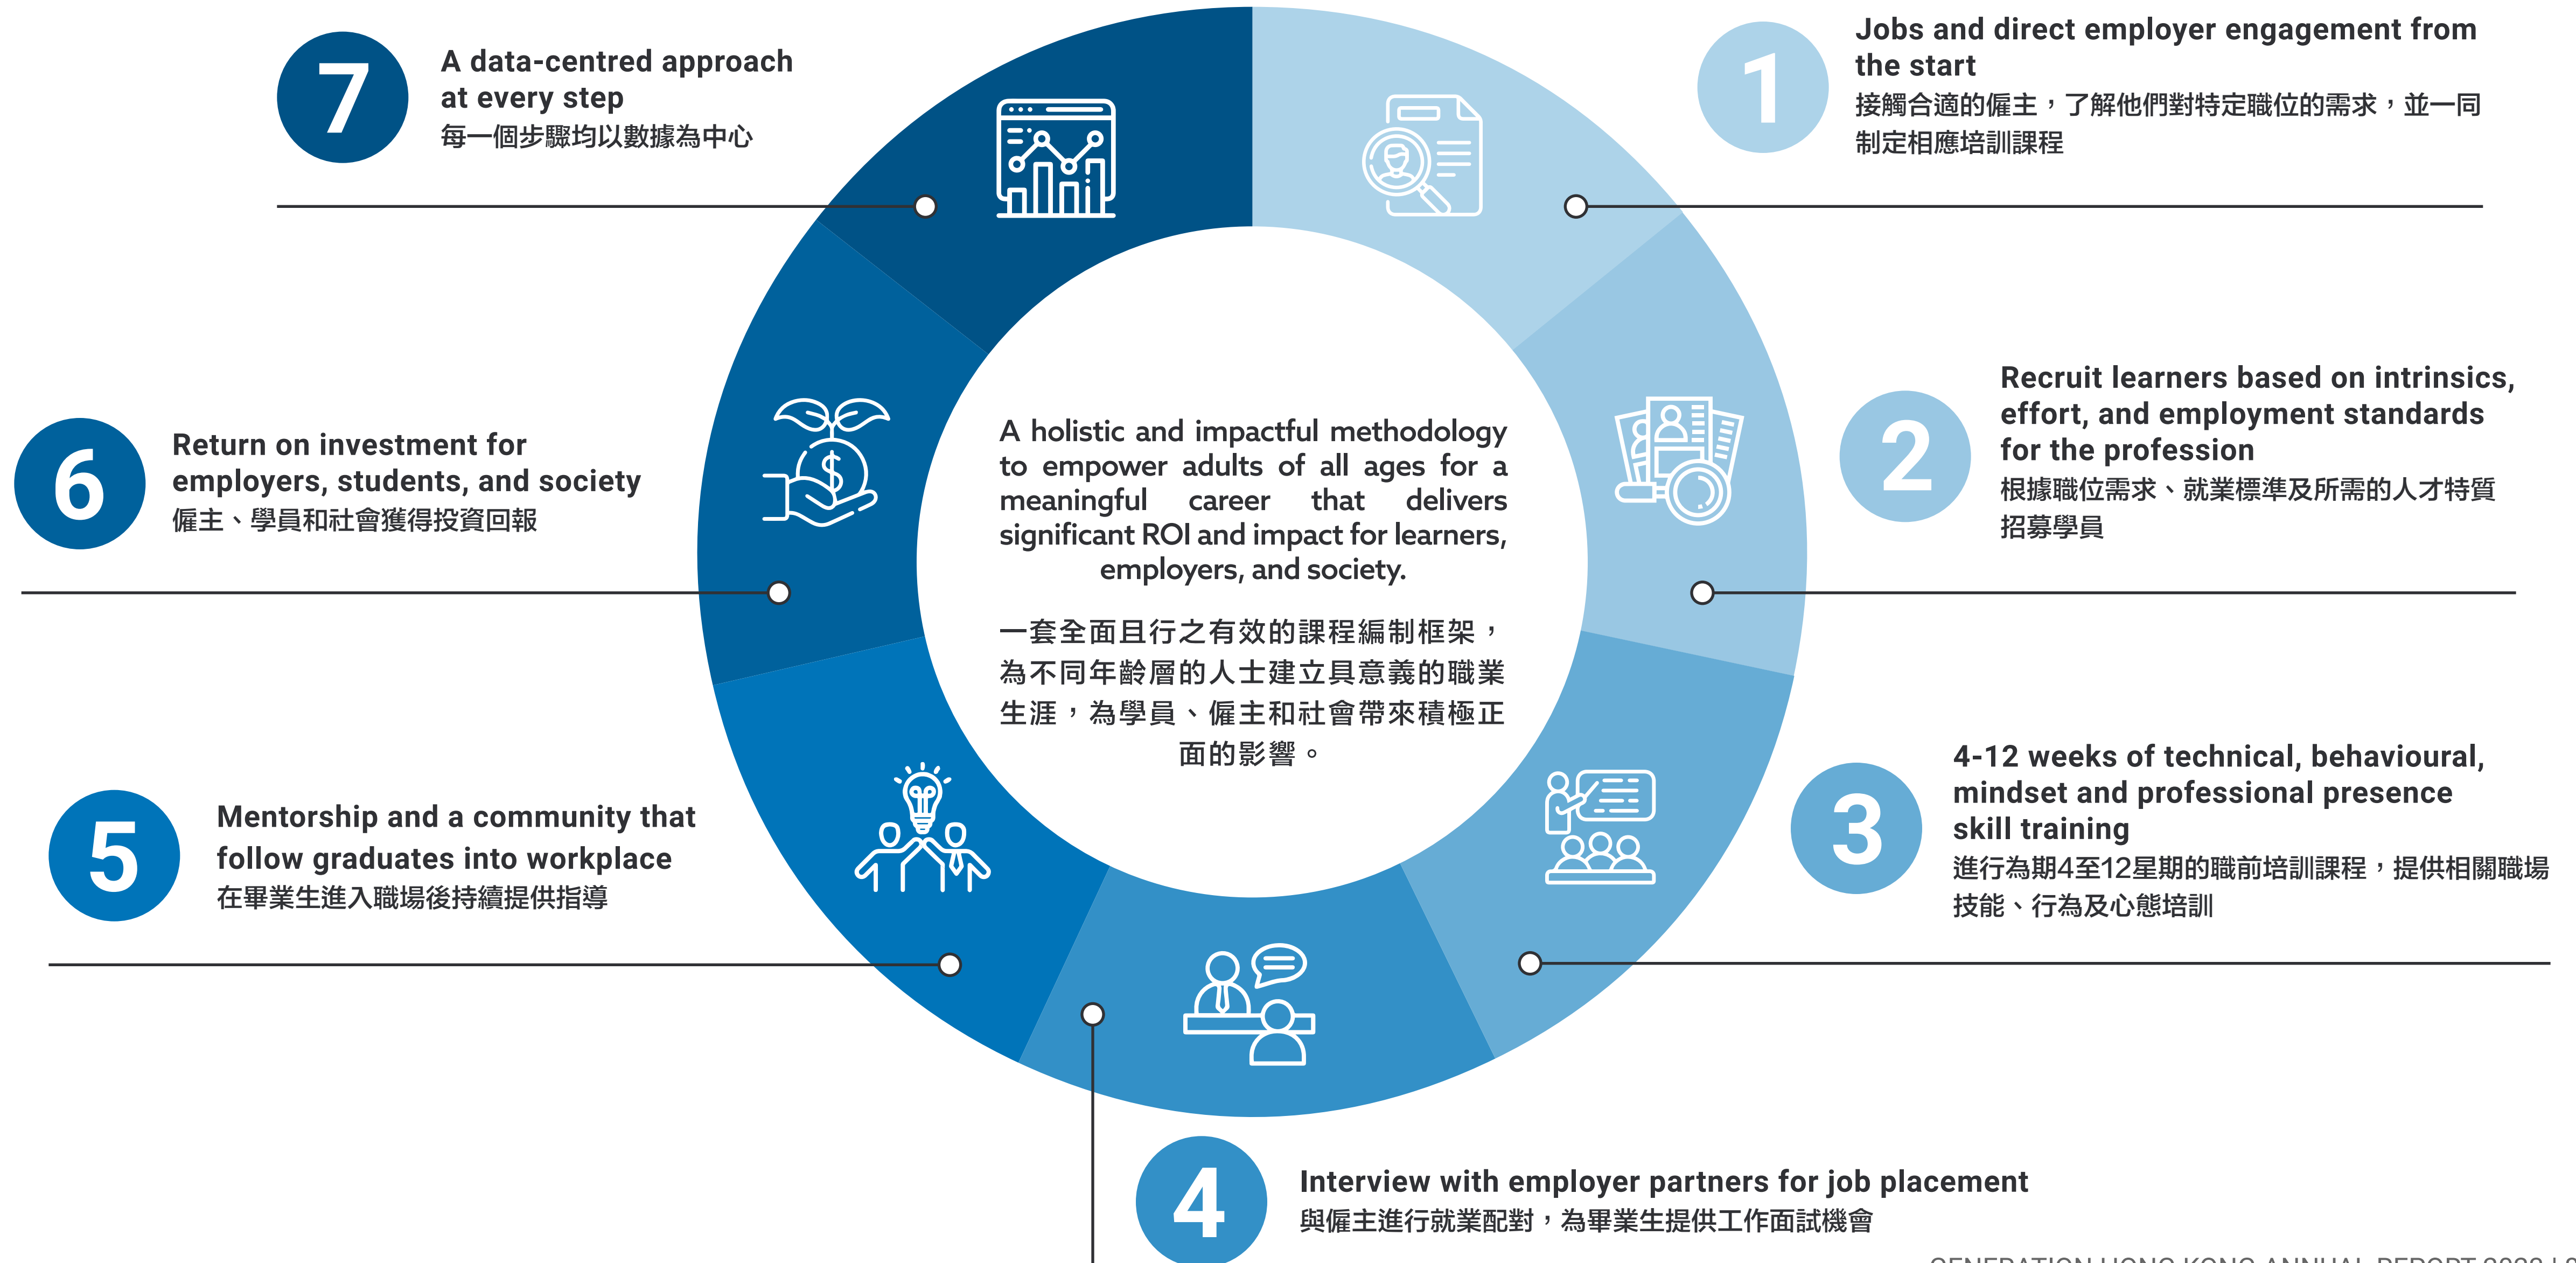 1
Jobs and direct employer engagement from
the start
接觸合適的僱主，了解他們對特定職位的需求，並一同
制定相應培訓課程
2
Recruit learners based on intrinsics,
effort, and employment standards
for the profession
根據職位需求、就業標準及所需的人才特質
招募學員
3
4-12 weeks of technical, behavioural,
mindset and professional presence
skill training
進行為期4至12星期的職前培訓課程，提供相關職場
技能、行為及心態培訓
4
Interview with employer partners for job placement
與僱主進行就業配對，為畢業生提供工作面試機會
5
Mentorship and a community that
follow graduates into workplace
在畢業生進入職場後持續提供指導
6
Return on investment for
employers, students, and society
僱主、學員和社會獲得投資回報
7
A data-centred approach
at every step
每一個步驟均以數據為中心
A holistic and impactful methodology
to empower adults of all ages for a
meaningful career that delivers
significant ROI and impact for learners,
employers, and society.
一套全面且行之有效的課程編制框架，
為不同年齡層的人士建立具意義的職業
生涯，為學員、僱主和社會帶來積極正
面的影響。
GENERATION HONG KONG ANNUAL REPORT